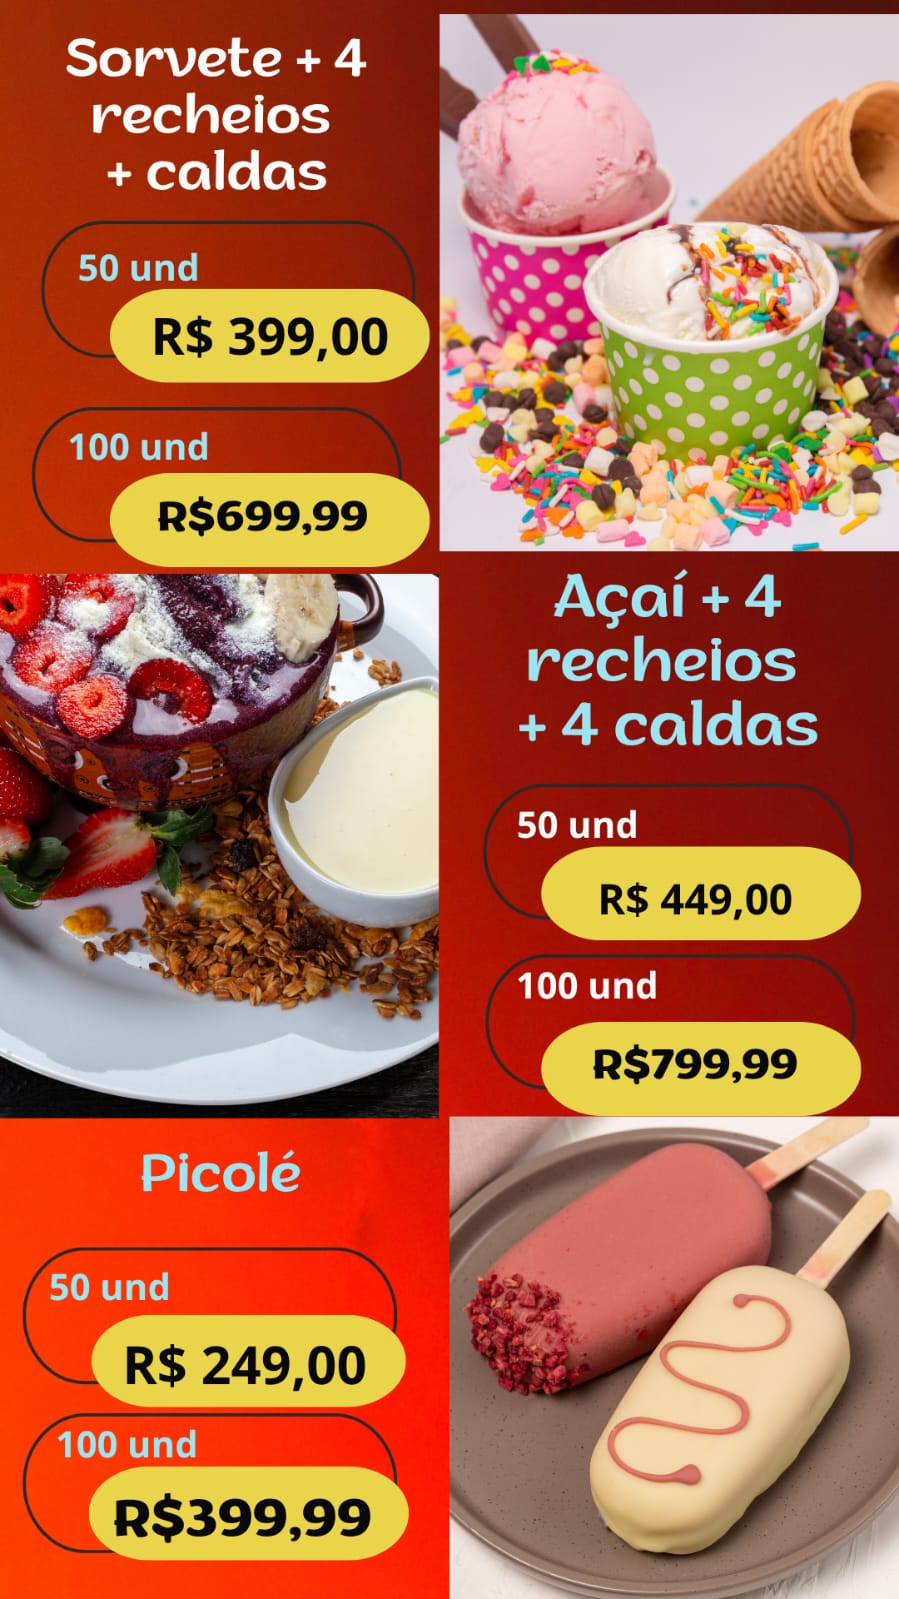 Sorvete + 4
recheios
+ caldas
50 und
R$ 399,00
100 und
R$699,99
Açaí + 4
recheios
+ 4 caldas
50 und
R$ 449,00
100 und
R$799,99
Picolé
50 und
R$ 249,00
100 und
R$399,99